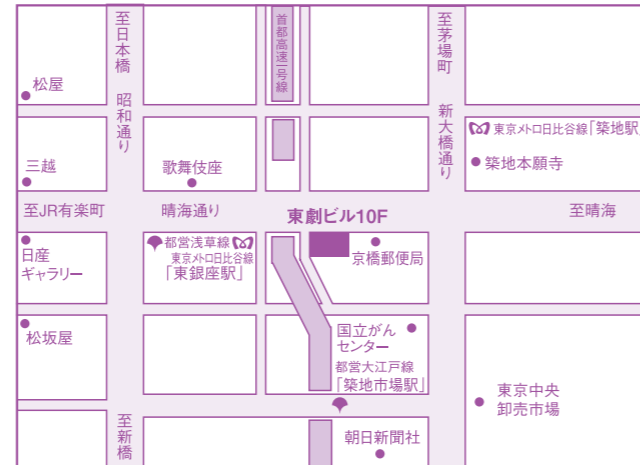 至日本橋
昭和通り
首都高速一号線
至茅場町
新大橋通り
松屋
東京メトロ日比谷線「築地駅」
三越
歌舞伎座
築地本願寺
至JR有楽町
晴海通り
東劇ビル10F
至晴海
日産
ギャラリー
都営浅草線
東京メトロ日比谷線
「東銀座駅」
京橋郵便局
松坂屋
国立がん
センター
都営大江戸線
「築地市場駅」
東京中央
卸売市場
至新橋
朝日新聞社